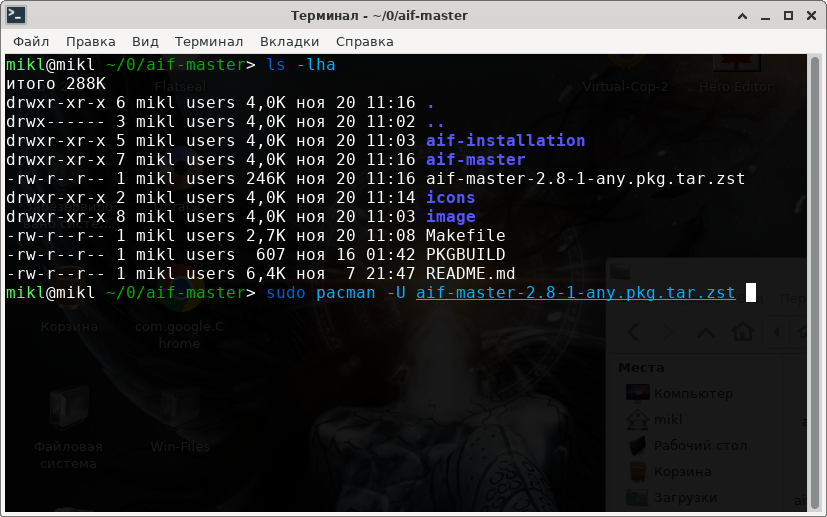 Терминал - ~/0/aif-master
Файл Правка Вид Терминал Вкладки Справка
mikl@mikl ~/0/aif-master> ls -lha
итого 288K
drwxr-xr-x 6 mikl users 4,0K ноя 20 11:16 .
drwx------ 3 mikl users 4,0K ноя 20 11:02 ..
drwxr-xr-x 5 mikl users 4,0K ноя 20 11:03 aif-installation
drwxr-xr-x 7 mikl users 4,0K ноя 20 11:16 aif-master
-rw-r--r-- 1 mikl users 246K ноя 20 11:16 aif-master-2.8-1-any.pkg.tar.zst
drwxr-xr-x 2 mikl users 4,0K ноя 20 11:14 icons
drwxr-xr-x 8 mikl users 4,0K ноя 20 11:03 image
-rw-r--r-- 1 mikl users 2,7K ноя 20 11:08 Makefile
-rw-r--r-- 1 mikl users  607 ноя 16 01:42 PKGBUILD
-rw-r--r-- 1 mikl users 6,4K ноя  7 21:47 README.md
mikl@mikl ~/0/aif-master> sudo pacman -U aif-master-2.8-1-any.pkg.tar.zst
Flatseal
Virtual-Cop-2
Hero Editor
Корзина
com.google.C
hrome
Файловая
система
Win-Files
Места
Компьютер
mikl
Рабочий стол
Корзина
Загрузки